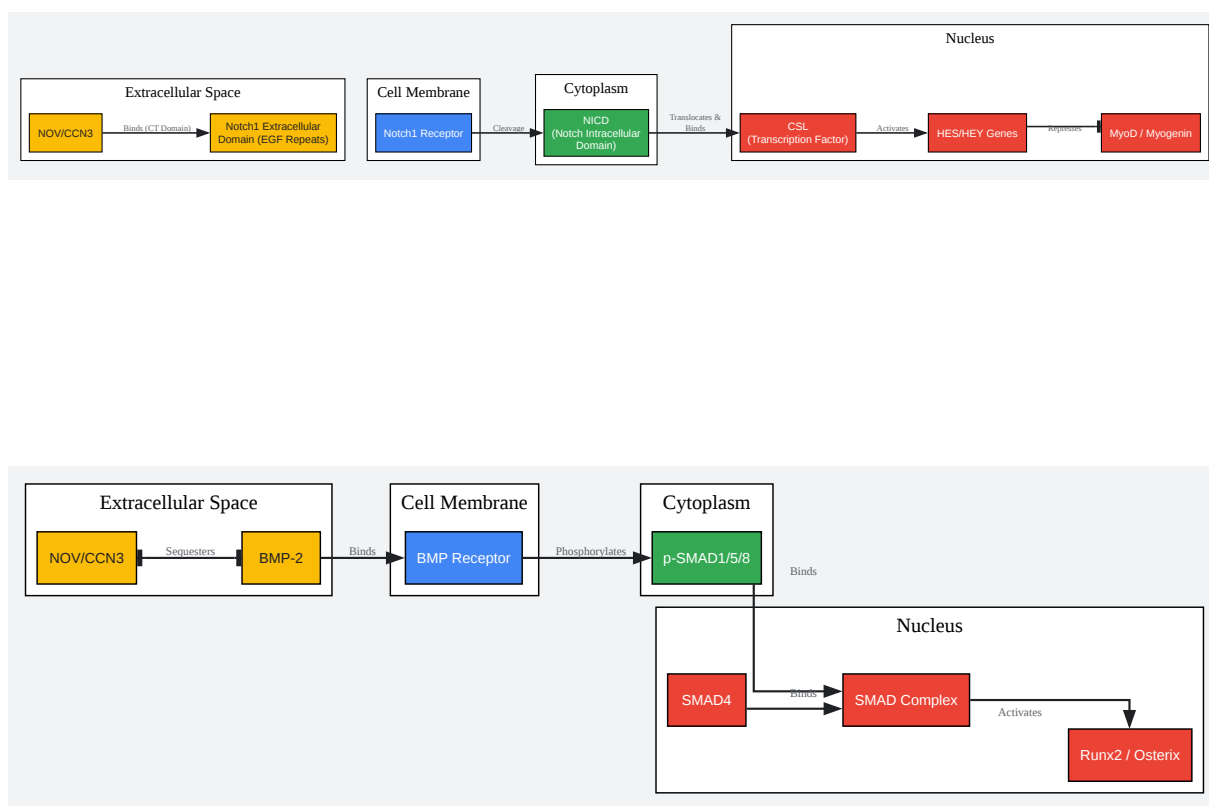 Nucleus
Extracellular Space
Cell Membrane
Cytoplasm
NOV/CCN3
Binds (CT Domain)
Notch1 Extracellular
Domain (EGF Repeats)
Notch1 Receptor
Cleavage
NICD
(Notch Intracellular
Domain)
Translocates &
Binds
CSL
(Transcription Factor)
Activates
HES/HEY Genes
Represses
MyoD / Myogenin
Extracellular Space
Cell Membrane
Cytoplasm
NOV/CCN3
Sequesters
BMP-2
Binds
BMP Receptor
Phosphorylates
p-SMAD1/5/8
Binds
Nucleus
SMAD4
Binds
SMAD Complex
Activates
Runx2 / Osterix